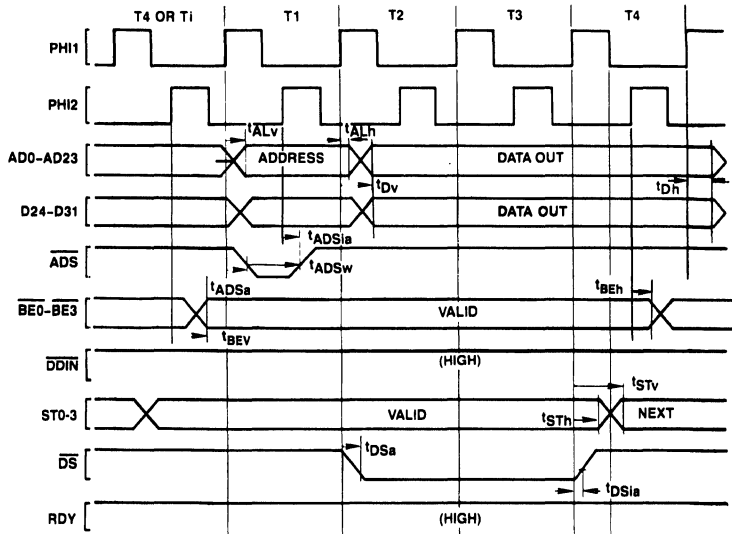 T4 OR Ti T1 T2 T3 T4
PHI1
PHI2
tALv tALh
AD0–AD23 ADDRESS DATA OUT
tDv tDh
D24–D31 DATA OUT
tADSia
ADS
tADSw
tADSa tBEh
BE0–BE3 VALID
tBEV
DDIN (HIGH)
tSTv
ST0-3 VALID tSTh NEXT
DS tDSa
tDSia
RDY (HIGH)